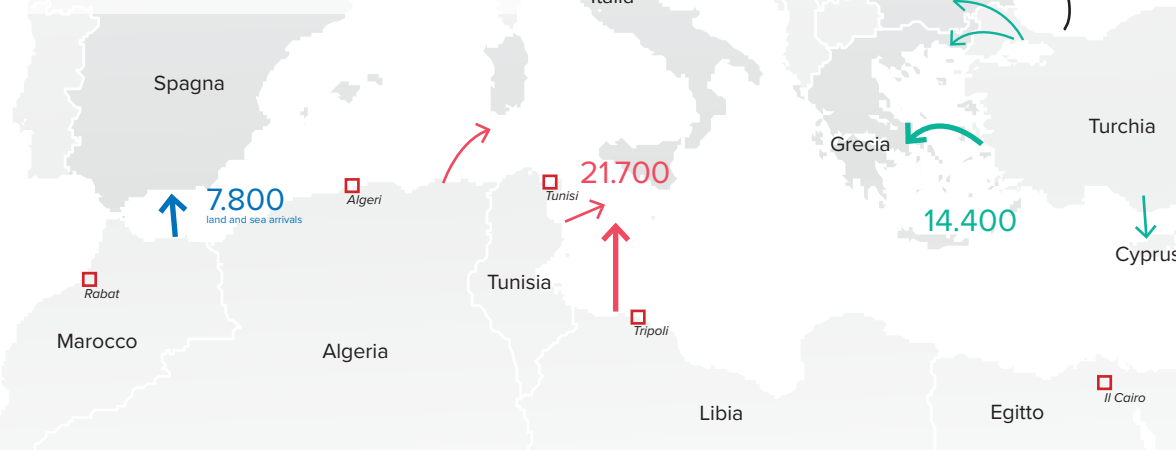 Italia
Spagna
Turchia
Grecia
21.700
7.800
land and sea arrivals
Algeri
Tunisi
14.400
Cyprus
Rabat
Tunisia
Tripoli
Marocco
Algeria
Il Cairo
Libia
Egitto